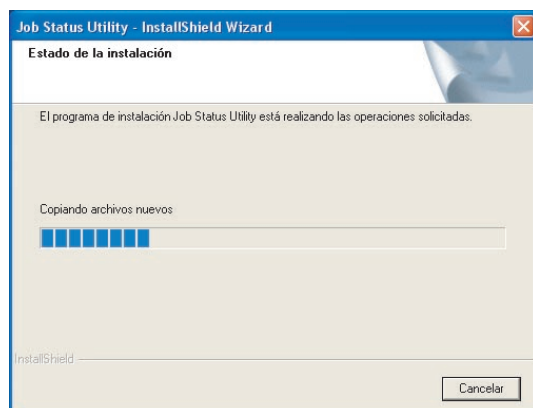 Job Status Utility - InstallShield Wizard
Estado de la instalación
El programa de instalación Job Status Utility está realizando las operaciones solicitadas.
Copiando archivos nuevos
InstallShield
Cancelar